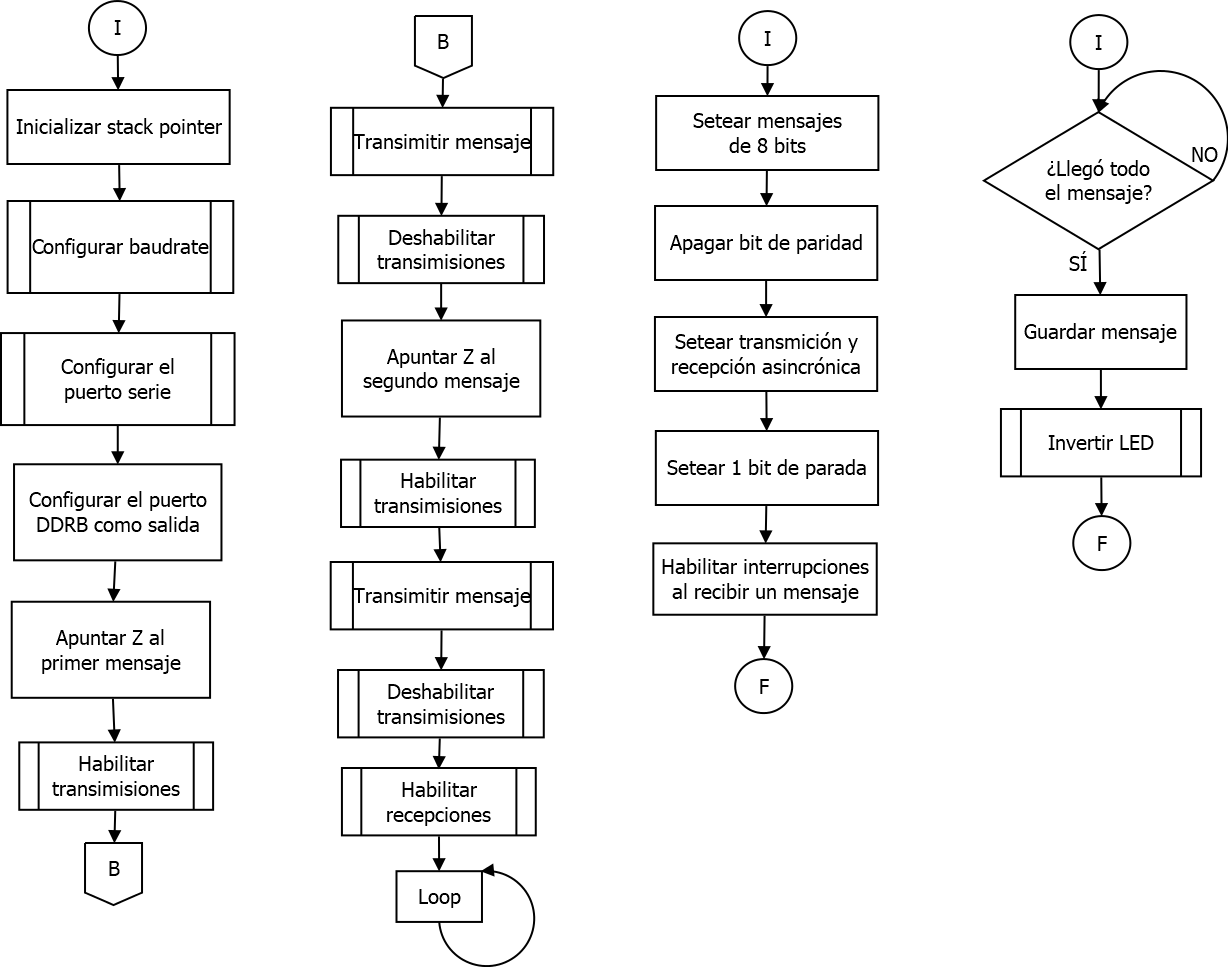 I
Inicializar stack pointer
Configurar baudrate
Configurar el
puerto serie
Configurar el puerto
DDRB como salida
Apuntar Z al
primer mensaje
Habilitar
transimisiones
B
B
Transimitir mensaje
Deshabilitar
transimisiones
Apuntar Z al
segundo mensaje
Habilitar
transimisiones
Transimitir mensaje
Deshabilitar
transimisiones
Habilitar
recepciones
Loop
I
Setear mensajes
de 8 bits
Apagar bit de paridad
Setear transmición y
recepción asincrónica
Setear 1 bit de parada
Habilitar interrupciones
al recibir un mensaje
F
I
¿Llegó todo
el mensaje?
NO
SÍ
Guardar mensaje
Invertir LED
F